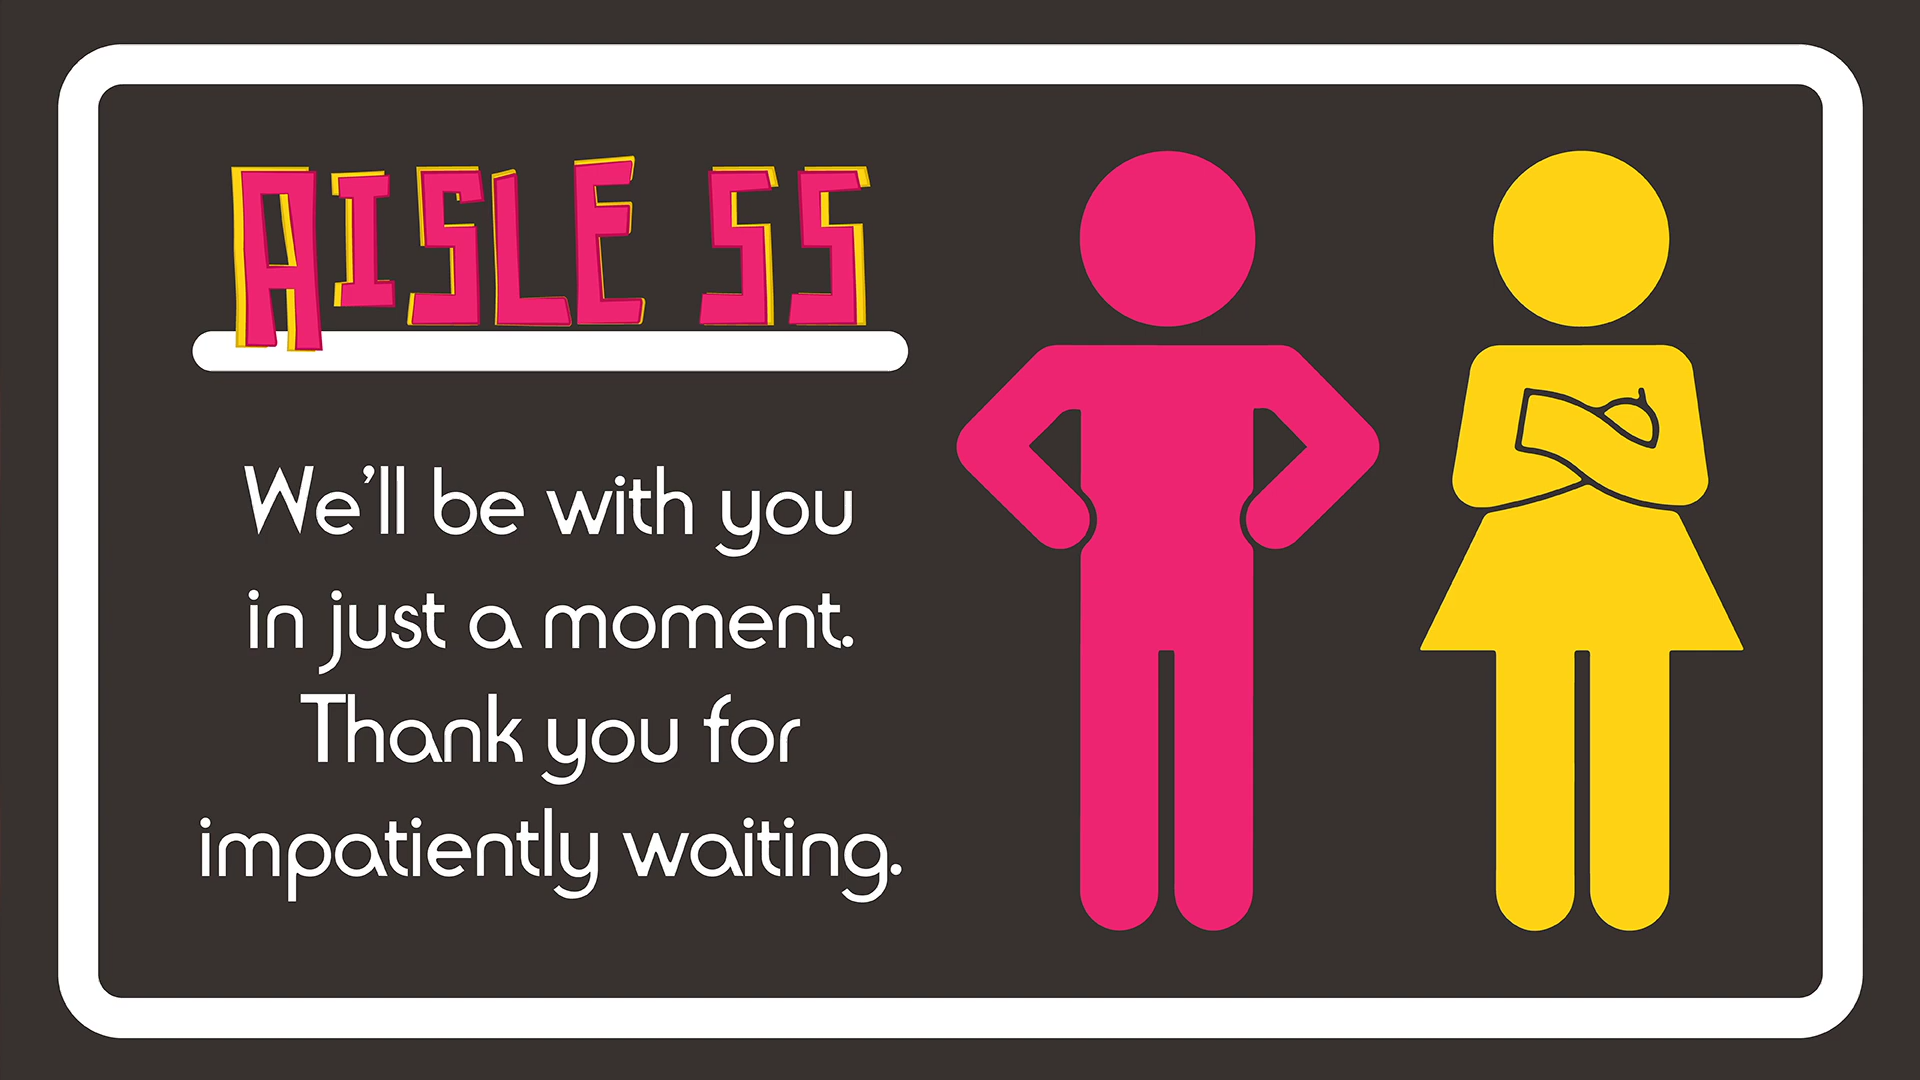 AISLE 55
We'll be with you
in just a moment.
Thank you for
impatiently waiting.